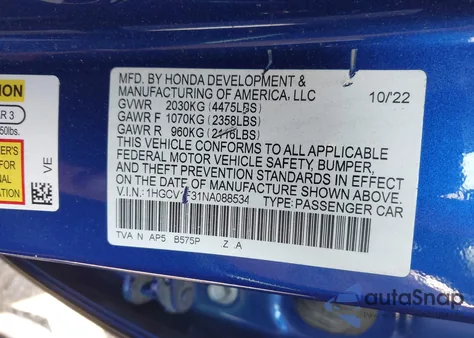 MFD. BY HONDA DEVELOPMENT &
MANUFACTURING OF AMERICA, LLC 10/22
GVWR 2030KG (4475LBS)
GAWR F 1070KG (2358LBS)
GAWR R 960KG
THIS VEHICLE CONFORMS TO ALL APPLICABLE
FEDERAL MOTOR VEHICLE SAFETY, BUMPER,
AND THEFT PREVENTION STANDARDS IN EFFECT
ON THE DATE OF MANUFACTURE SHOWN ABOVE.
V.I.N.: TYPE: PASSENGER CAR
TVA N AP5 B575P Z A
VE
autoSnap